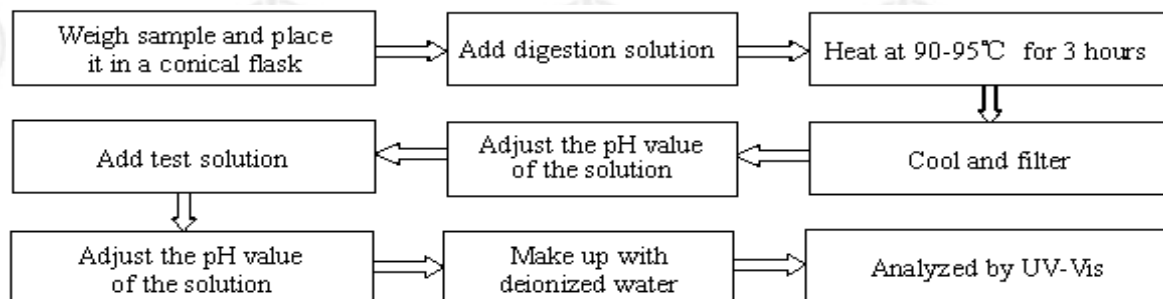 Weigh sample and place
it in a conical flask
Add digestion solution
Heat at 90-95℃ for 3 hours
Cool and filter
Adjust the pH value
of the solution
Add test solution
Adjust the pH value
of the solution
Make up with
deionized water
Analyzed by UV-Vis